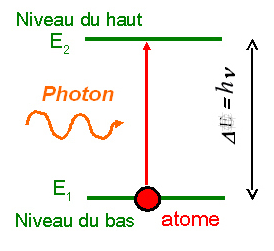 Niveau du haut
E2
Photon
ΔE = hν
E1
Niveau du bas
atome